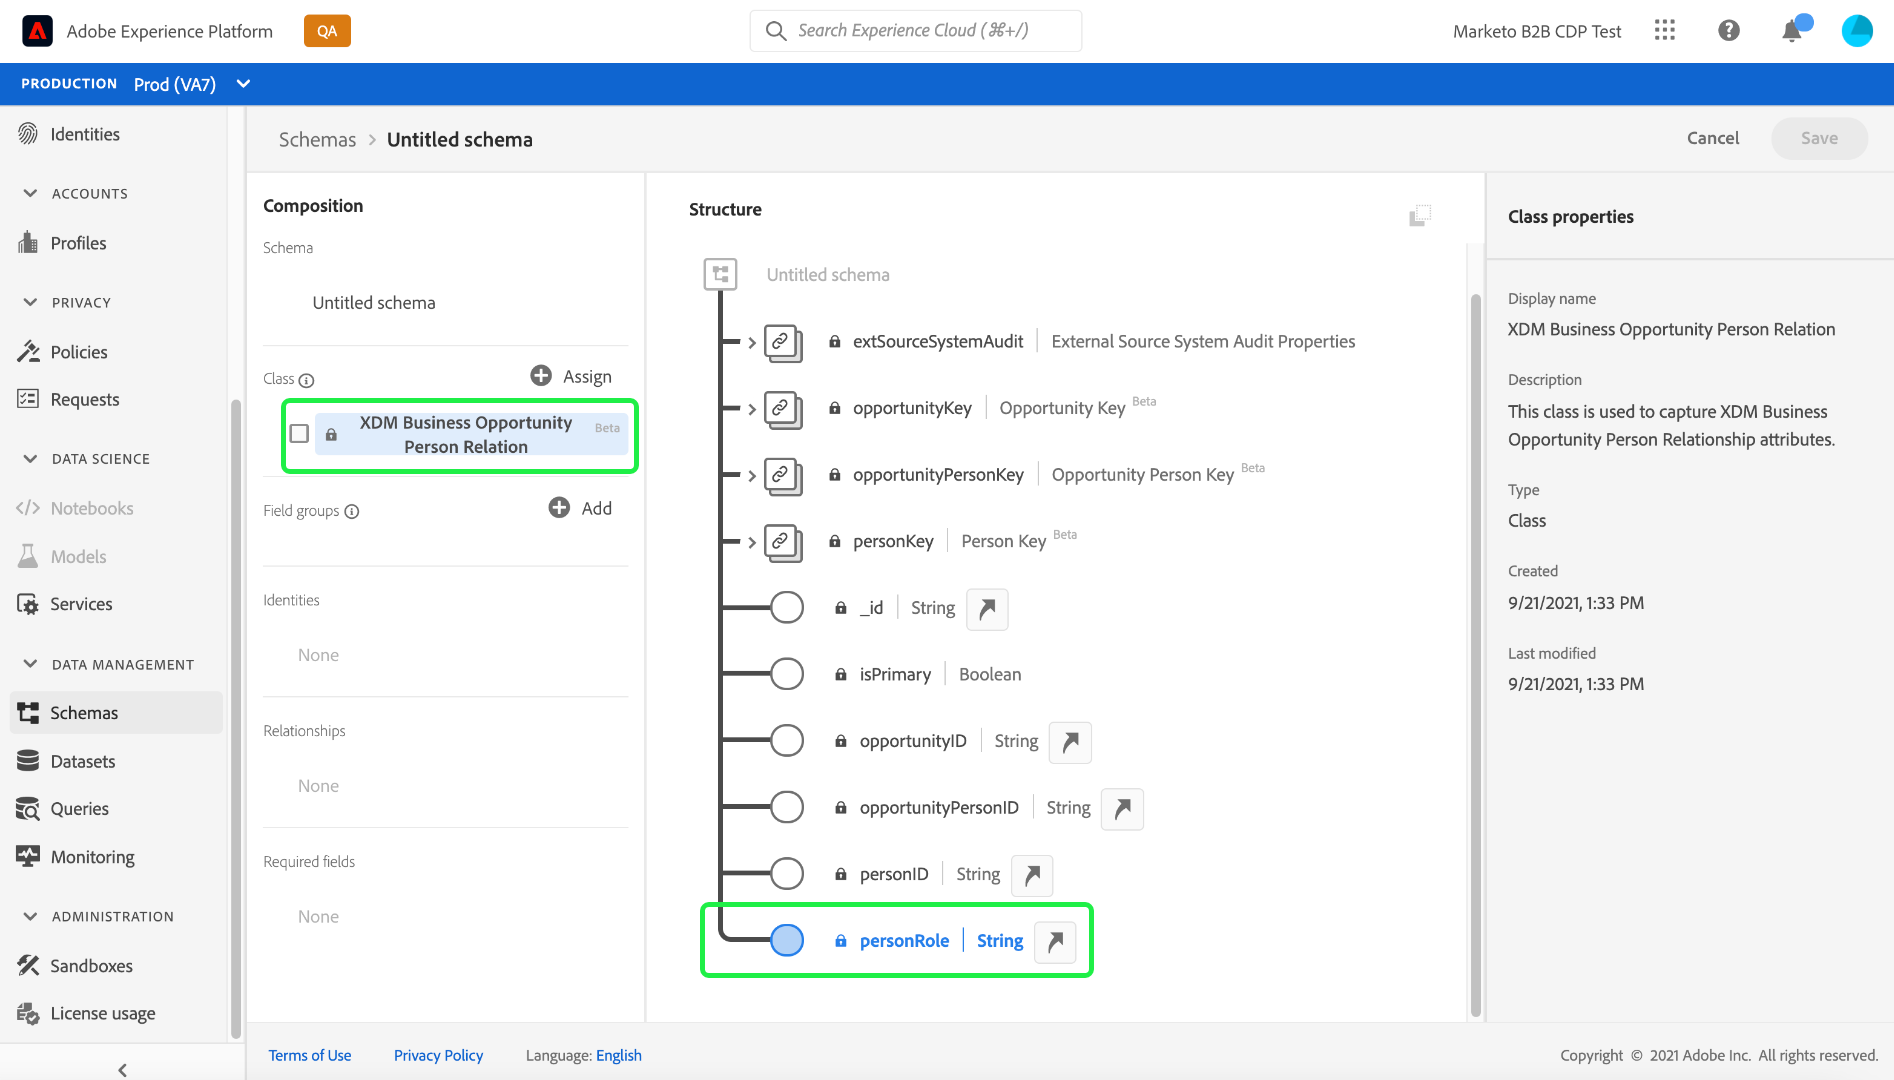 Adobe Experience Platform
QA
Search Experience Cloud (⌘+/)
Marketo B2B CDP Test
PRODUCTION Prod (VA7)
Identities
ACCOUNTS
Profiles
PRIVACY
Policies
Requests
DATA SCIENCE
Notebooks
Models
Services
DATA MANAGEMENT
Schemas
Datasets
Queries
Monitoring
ADMINISTRATION
Sandboxes
License usage
Schemas > Untitled schema
Cancel
Save
Composition
Schema
Untitled schema
Class
Assign
XDM Business Opportunity
Person Relation
Beta
Field groups
Add
Identities
None
Relationships
None
Required fields
None
Structure
Untitled schema
extSourceSystemAudit | External Source System Audit Properties
opportunityKey | Opportunity Key Beta
opportunityPersonKey | Opportunity Person Key Beta
personKey | Person Key Beta
_id | String
isPrimary | Boolean
opportunityID | String
opportunityPersonID | String
personID | String
personRole | String
Class properties
Display name
XDM Business Opportunity Person Relation
Description
This class is used to capture XDM Business
Opportunity Person Relationship attributes.
Type
Class
Created
9/21/2021, 1:33 PM
Last modified
9/21/2021, 1:33 PM
Terms of Use
Privacy Policy
Language: English
Copyright © 2021 Adobe Inc. All rights reserved.